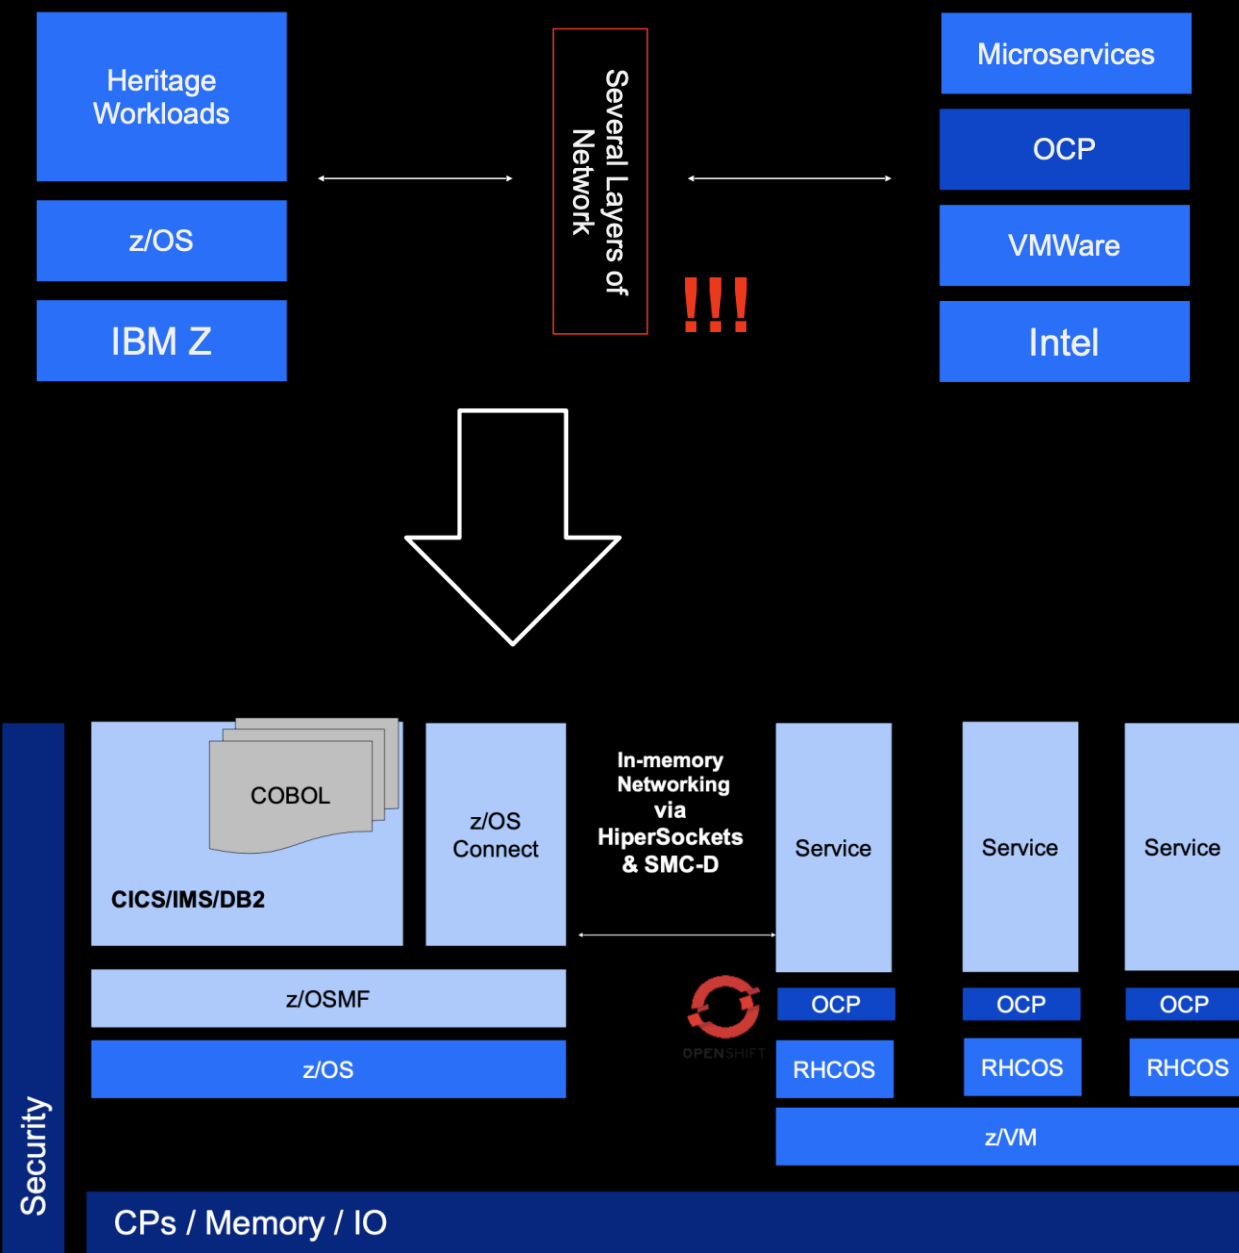 Heritage
Workloads
z/OS
IBM Z
Several Layers of
Network
!!!
Microservices
OCP
VMWare
Intel
Security
COBOL
CICS/IMS/DB2
z/OS
Connect
z/OSMF
z/OS
In-memory
Networking
via
HiperSockets
& SMC-D
OPENSHIFT
Service
Service
Service
OCP
OCP
OCP
RHCOS
RHCOS
RHCOS
z/VM
CPs / Memory / IO